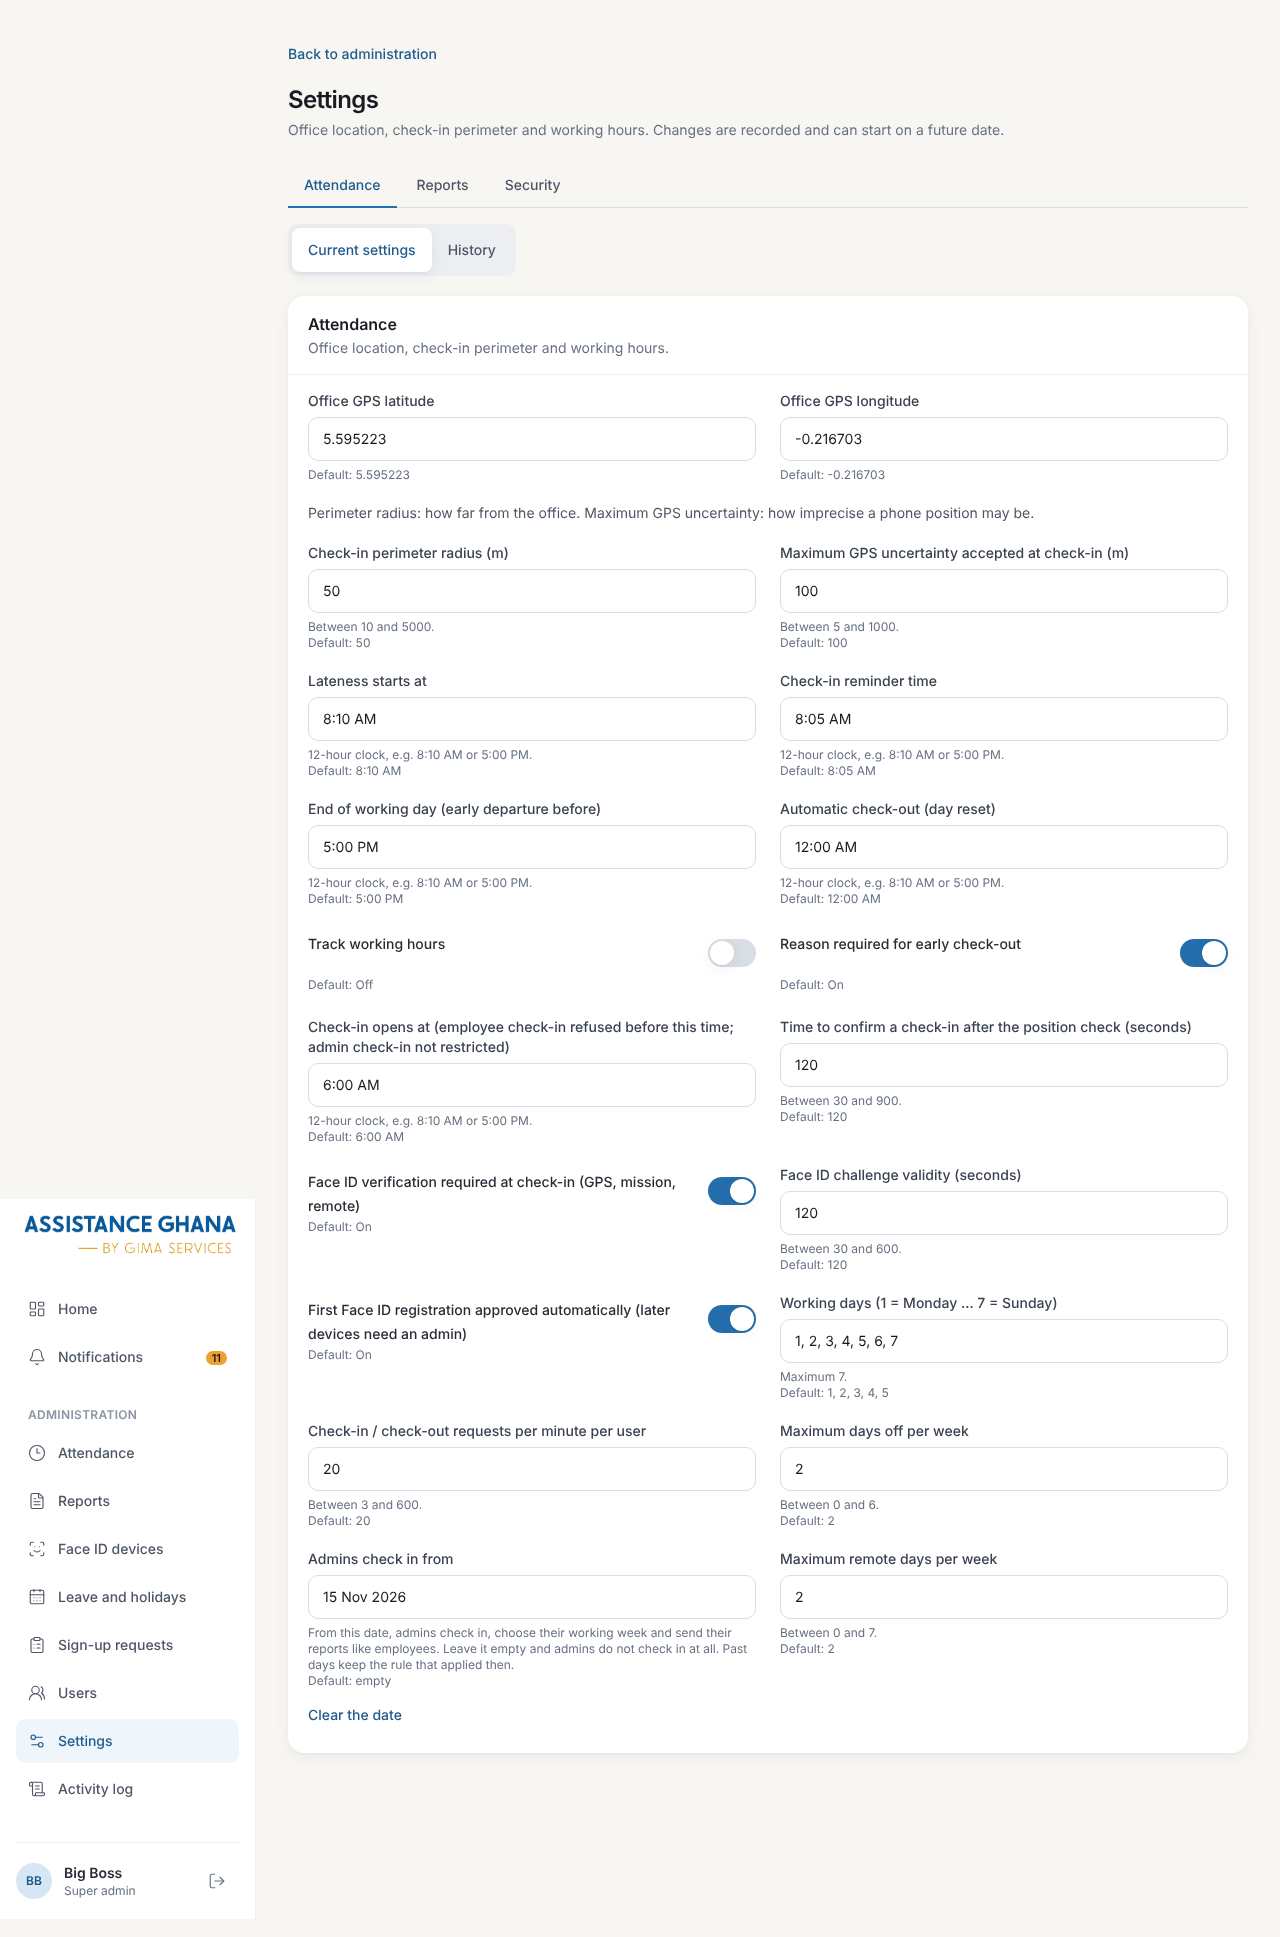 Back to administration
Settings
Office location, check-in perimeter and working hours. Changes are recorded and can start on a future date.
Attendance
Reports
Security
Current settings
History
Attendance
Office location, check-in perimeter and working hours.
Office GPS latitude
Office GPS longitude
5.595223
-0.216703
Default: 5.595223
Default: -0.216703
Perimeter radius: how far from the office. Maximum GPS uncertainty: how imprecise a phone position may be.
Check-in perimeter radius (m)
Maximum GPS uncertainty accepted at check-in (m)
50
100
Between 10 and 5000.
Default: 50
Between 5 and 1000.
Default: 100
Lateness starts at
Check-in reminder time
8:10 AM
8:05 AM
12-hour clock, e.g. 8:10 AM or 5:00 PM.
Default: 8:10 AM
12-hour clock, e.g. 8:10 AM or 5:00 PM.
Default: 8:05 AM
End of working day (early departure before)
Automatic check-out (day reset)
5:00 PM
12:00 AM
12-hour clock, e.g. 8:10 AM or 5:00 PM.
Default: 5:00 PM
12-hour clock, e.g. 8:10 AM or 5:00 PM.
Default: 12:00 AM
Track working hours
Default: Off
Reason required for early check-out
Default: On
Check-in opens at (employee check-in refused before this time;
admin check-in not restricted)
6:00 AM
12-hour clock, e.g. 8:10 AM or 5:00 PM.
Default: 6:00 AM
Time to confirm a check-in after the position check (seconds)
120
Between 30 and 900.
Default: 120
Face ID verification required at check-in (GPS, mission,
remote)
Default: On
Face ID challenge validity (seconds)
120
Between 30 and 600.
Default: 120
First Face ID registration approved automatically (later
devices need an admin)
Default: On
Working days (1 = Monday ... 7 = Sunday)
1, 2, 3, 4, 5, 6, 7
Maximum 7.
Default: 1, 2, 3, 4, 5
Check-in / check-out requests per minute per user
20
Between 3 and 600.
Default: 20
Maximum days off per week
2
Between 0 and 6.
Default: 2
Admins check in from
15 Nov 2026
From this date, admins check in, choose their working week and send their
reports like employees. Leave it empty and admins do not check in at all. Past
days keep the rule that applied then.
Default: empty
Clear the date
Maximum remote days per week
2
Between 0 and 7.
Default: 2
ASSISTANCE GHANA
BY GIMA SERVICES
Home
Notifications
11
ADMINISTRATION
Attendance
Reports
Face ID devices
Leave and holidays
Sign-up requests
Users
Settings
Activity log
BB
Big Boss
Super admin